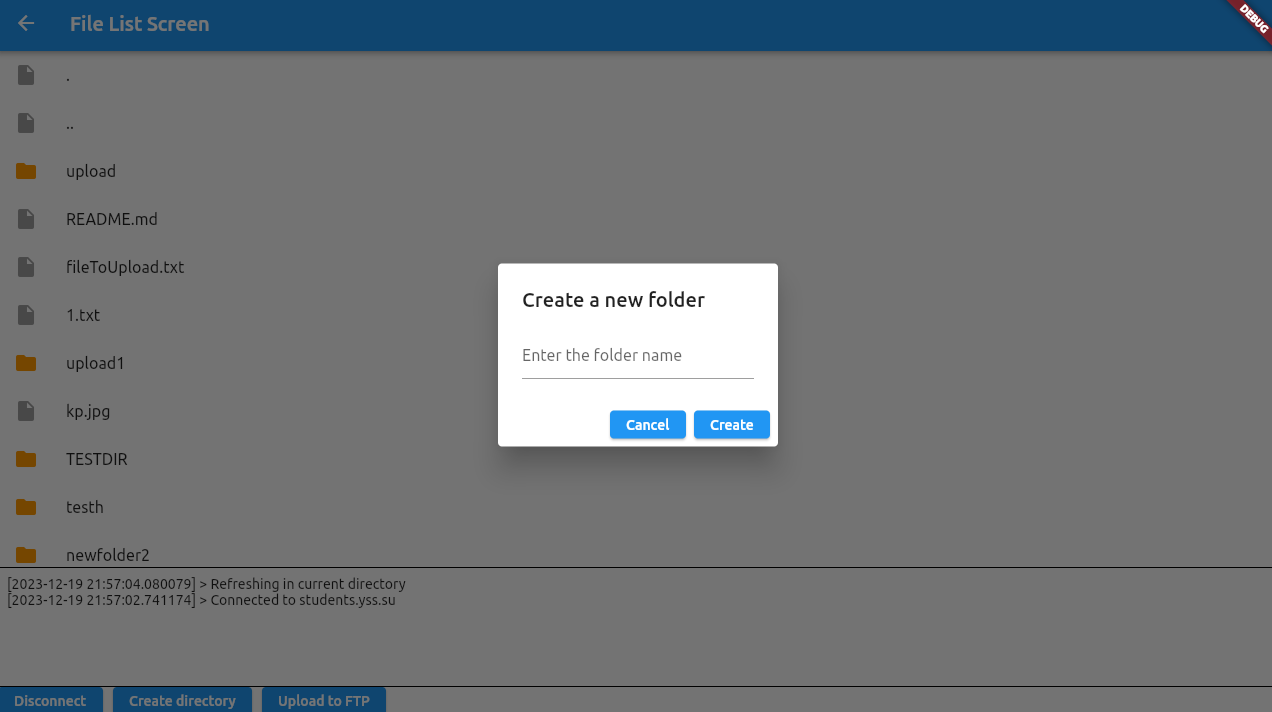 File List Screen
DEBUG
.
..
upload
README.md
fileToUpload.txt
1.txt
upload1
kp.jpg
TESTDIR
testh
newfolder2
Create a new folder
Enter the folder name
Cancel Create
[2023-12-19 21:57:04.080079] > Refreshing in current directory
[2023-12-19 21:57:02.741174] > Connected to students.yss.su
Disconnect Create directory Upload to FTP